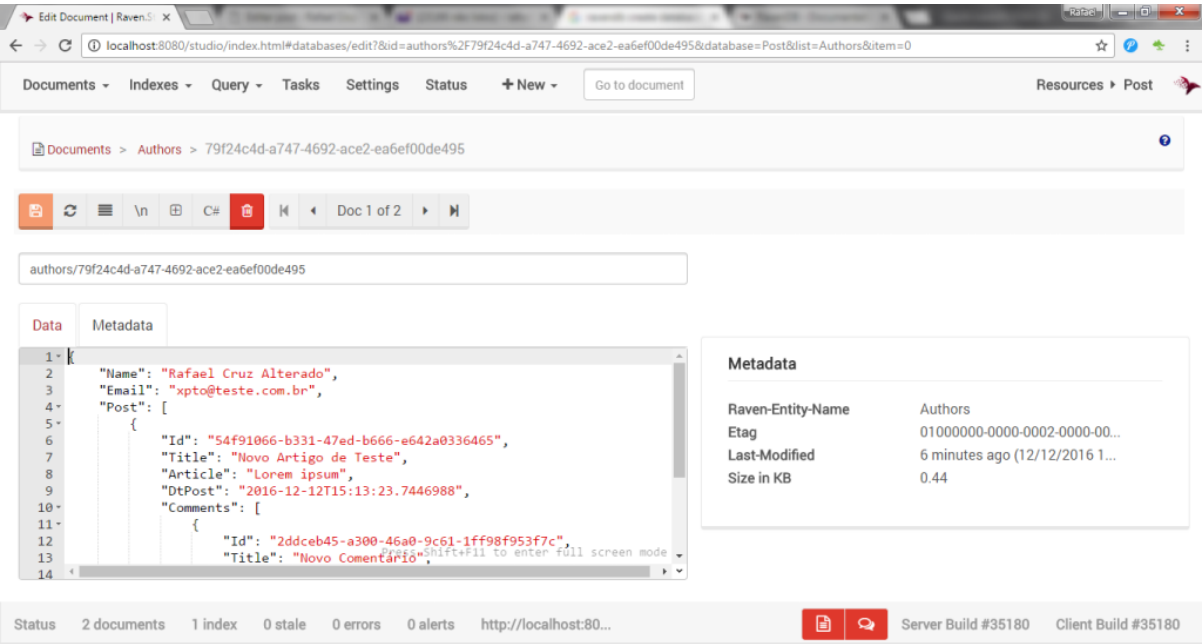 Edit Document | Raven.S
Rafael
localhost:8080/studio/index.html#databases/edit?&id=authors%2F79f24c4d-a747-4692-ace2-ea6ef00de495&database=Post&list=Authors&item=0
Documents Indexes Query Tasks Settings Status + New Go to document Resources Post
Documents > Authors > 79f24c4d-a747-4692-ace2-ea6ef00de495
\n C# Doc 1 of 2
authors/79f24c4d-a747-4692-ace2-ea6ef00de495
Data Metadata
1 {
2 "Name": "Rafael Cruz Alterado",
3 "Email": "xpto@teste.com.br",
4 "Post": [
5 {
6 "Id": "54f91066-b331-47ed-b666-e642a0336465",
7 "Title": "Novo Artigo de Teste",
8 "Article": "Lorem ipsum",
9 "DtPost": "2016-12-12T15:13:23.7446988",
10 "Comments": [
11 {
12 "Id": "2ddceb45-a300-46a0-9c61-1ff98f953f7c",
Press Shift+F11 to enter full screen mode
13 "Title": "Novo Comentário",
14
Metadata
Raven-Entity-Name Authors
Etag 01000000-0000-0002-0000-00...
Last-Modified 6 minutes ago (12/12/2016 1...
Size in KB 0.44
Status 2 documents 1 index 0 stale 0 errors 0 alerts http://localhost:80... Server Build #35180 Client Build #35180